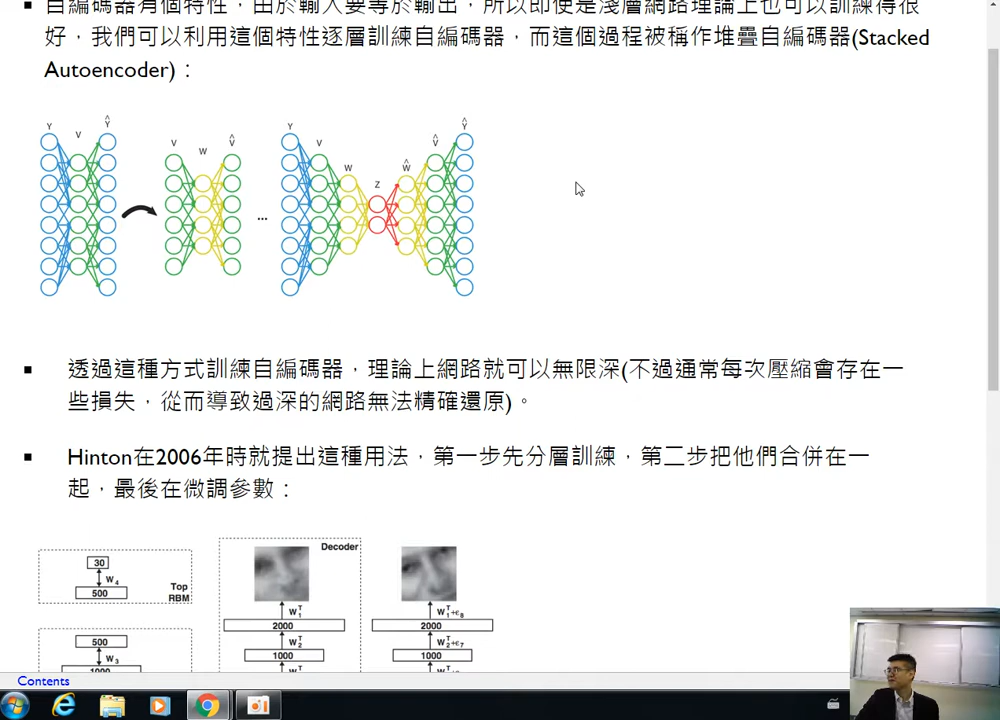 自編碼器有個特性，由於輸入要等於輸出，所以即使是淺層網路理論上也可以訓練得很
好，我們可以利用這個特性逐層訓練自編碼器，而這個過程被稱作堆疊自編碼器(Stacked
Autoencoder)：
Y V Ŷ
V W V̂
...
Y V W Z Ŵ V̂ Ŷ
透過這種方式訓練自編碼器，理論上網路就可以無限深(不過通常每次壓縮會存在一
些損失，從而導致過深的網路無法精確還原)。
Hinton在2006年時就提出這種用法，第一步先分層訓練，第二步把他們合併在一
起，最後在微調參數：
30
W4
500
Top
RBM
500
W3
Decoder
W1T
2000
W2T
1000
W1T+ε8
2000
W2T+ε7
1000
Contents